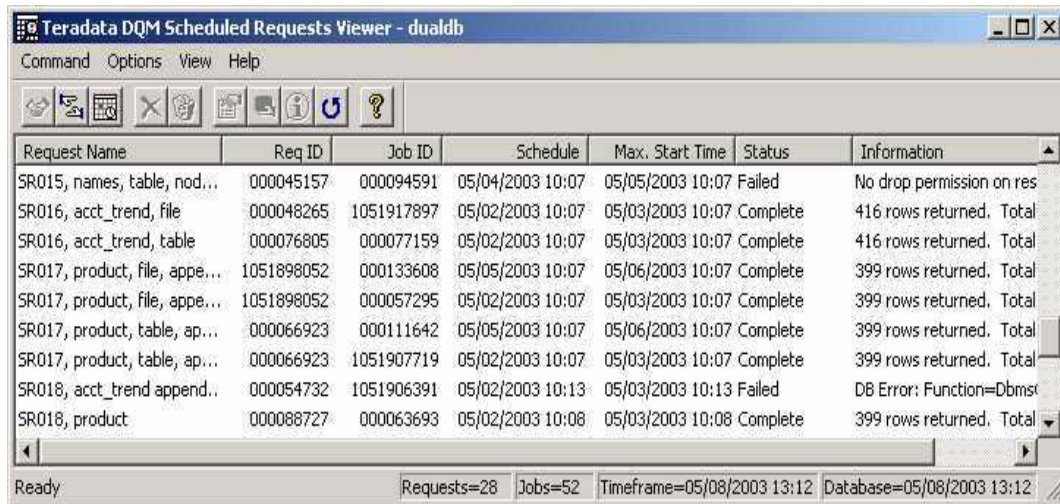 Teradata DQM Scheduled Requests Viewer - dualdb
Command Options View Help
Request Name Req ID Job ID Schedule Max. Start Time Status Information
SR015, names, table, nod... 000045157 000094591 05/04/2003 10:07 05/05/2003 10:07 Failed No drop permission on res
SR016, acct_trend, file 000048265 1051917897 05/02/2003 10:07 05/03/2003 10:07 Complete 416 rows returned. Total
SR016, acct_trend, table 000076805 000077159 05/02/2003 10:07 05/03/2003 10:07 Complete 416 rows returned. Total
SR017, product, file, appe... 1051898052 000133608 05/05/2003 10:07 05/06/2003 10:07 Complete 399 rows returned. Total
SR017, product, file, appe... 1051898052 000057295 05/02/2003 10:07 05/03/2003 10:07 Complete 399 rows returned. Total
SR017, product, table, ap... 000066923 000111642 05/05/2003 10:07 05/06/2003 10:07 Complete 399 rows returned. Total
SR017, product, table, ap... 000066923 1051907719 05/02/2003 10:07 05/03/2003 10:07 Complete 399 rows returned. Total
SR018, acct_trend append... 000054732 1051906391 05/02/2003 10:13 05/03/2003 10:13 Failed DB Error: Function=Dbms
SR018, product 000088727 000063693 05/02/2003 10:08 05/03/2003 10:08 Complete 399 rows returned. Total
Ready Requests=28 Jobs=52 Timeframe=05/08/2003 13:12 Database=05/08/2003 13:12